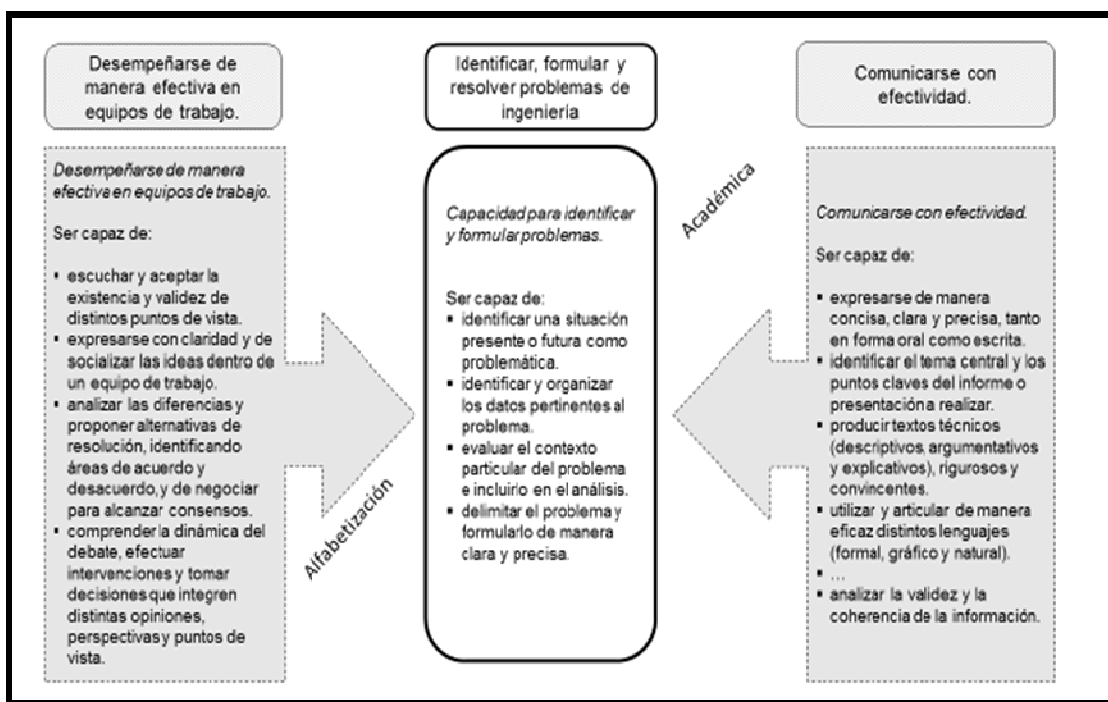 Desempeñarse de
manera efectiva en
equipos de trabajo.
Desempeñarse de manera
efectiva en equipos de trabajo.
Ser capaz de:
▪ escuchar y aceptar la
existencia y validez de
distintos puntos de vista.
▪ expresarse con claridad y de
socializar las ideas dentro de
un equipo de trabajo.
▪ analizar las diferencias y
proponer alternativas de
resolución, identificando
áreas de acuerdo y
desacuerdo, y de negociar
para alcanzar consensos.
▪ comprender la dinámica del
debate, efectuar
intervenciones y tomar
decisiones que integren
distintas opiniones,
perspectivas y puntos de
vista.
Alfabetización
Identificar, formular y
resolver problemas de
ingeniería
Capacidad para identificar
y formular problemas.
Ser capaz de:
▪ identificar una situación
presente o futura como
problemática.
▪ identificar y organizar
los datos pertinentes al
problema.
▪ evaluar el contexto
particular del problema
e incluirlo en el análisis.
▪ delimitar el problema y
formularlo de manera
clara y precisa.
Académica
Comunicarse con
efectividad.
Comunicarse con efectividad.
Ser capaz de:
▪ expresarse de manera
concisa, clara y precisa, tanto
en forma oral como escrita.
▪ identificar el tema central y los
puntos claves del informe o
presentación a realizar.
▪ producir textos técnicos
(descriptivos, argumentativos
y explicativos), rigurosos y
convincentes.
▪ utilizar y articular de manera
eficaz distintos lenguajes
(formal, gráfico y natural).
▪ ...
▪ analizar la validez y la
coherencia de la información.